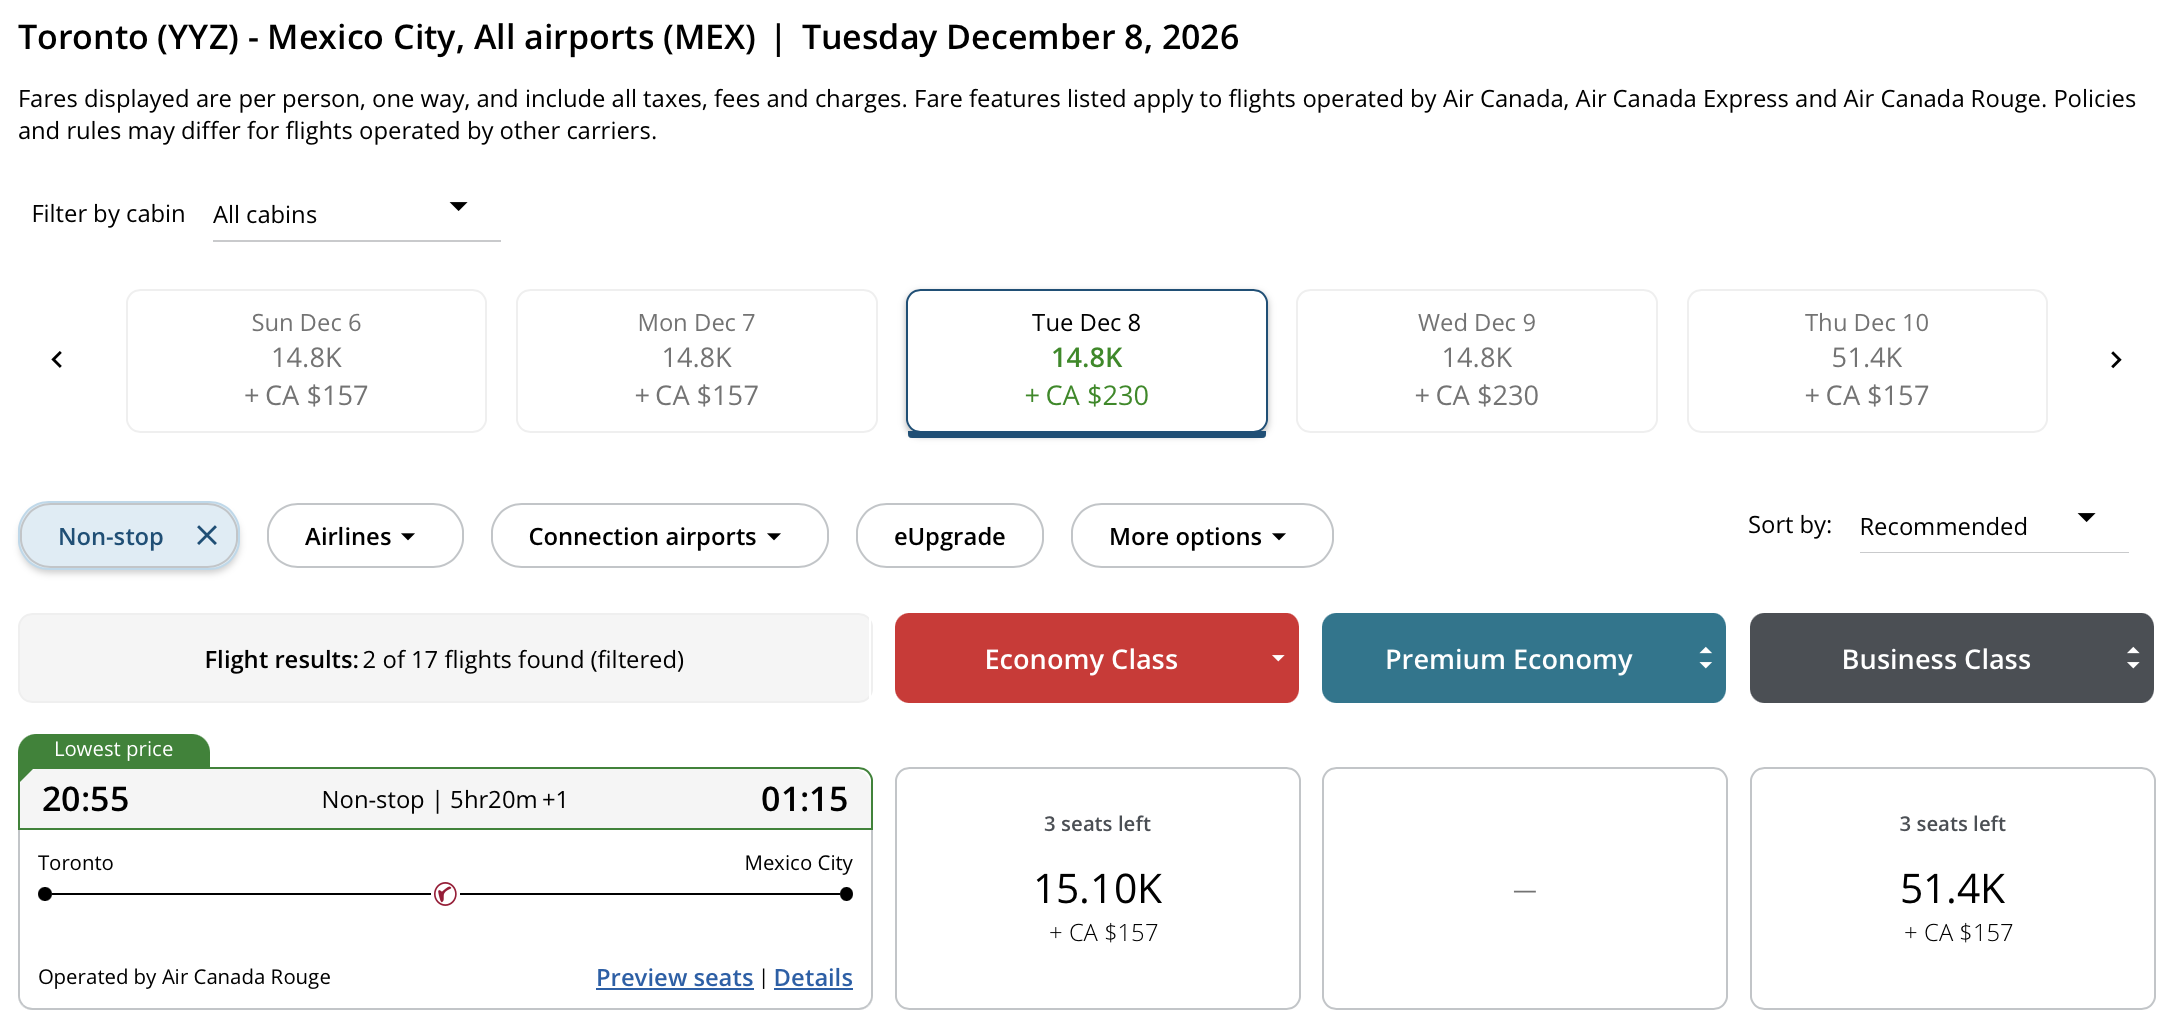 Toronto (YYZ) - Mexico City, All airports (MEX) | Tuesday December 8, 2026
Fares displayed are per person, one way, and include all taxes, fees and charges. Fare features listed apply to flights operated by Air Canada, Air Canada Express and Air Canada Rouge. Policies
and rules may differ for flights operated by other carriers.
Filter by cabin All cabins
Sun Dec 6
14.8K
+ CA $157
Mon Dec 7
14.8K
+ CA $157
Tue Dec 8
14.8K
+ CA $230
Wed Dec 9
14.8K
+ CA $230
Thu Dec 10
51.4K
+ CA $157
Non-stop
Airlines
Connection airports
eUpgrade
More options
Sort by: Recommended
Flight results: 2 of 17 flights found (filtered)
Economy Class
Premium Economy
Business Class
Lowest price
20:55 Non-stop | 5hr20m +1 01:15
Toronto Mexico City
Operated by Air Canada Rouge Preview seats | Details
3 seats left
15.10K
+ CA $157
—
3 seats left
51.4K
+ CA $157